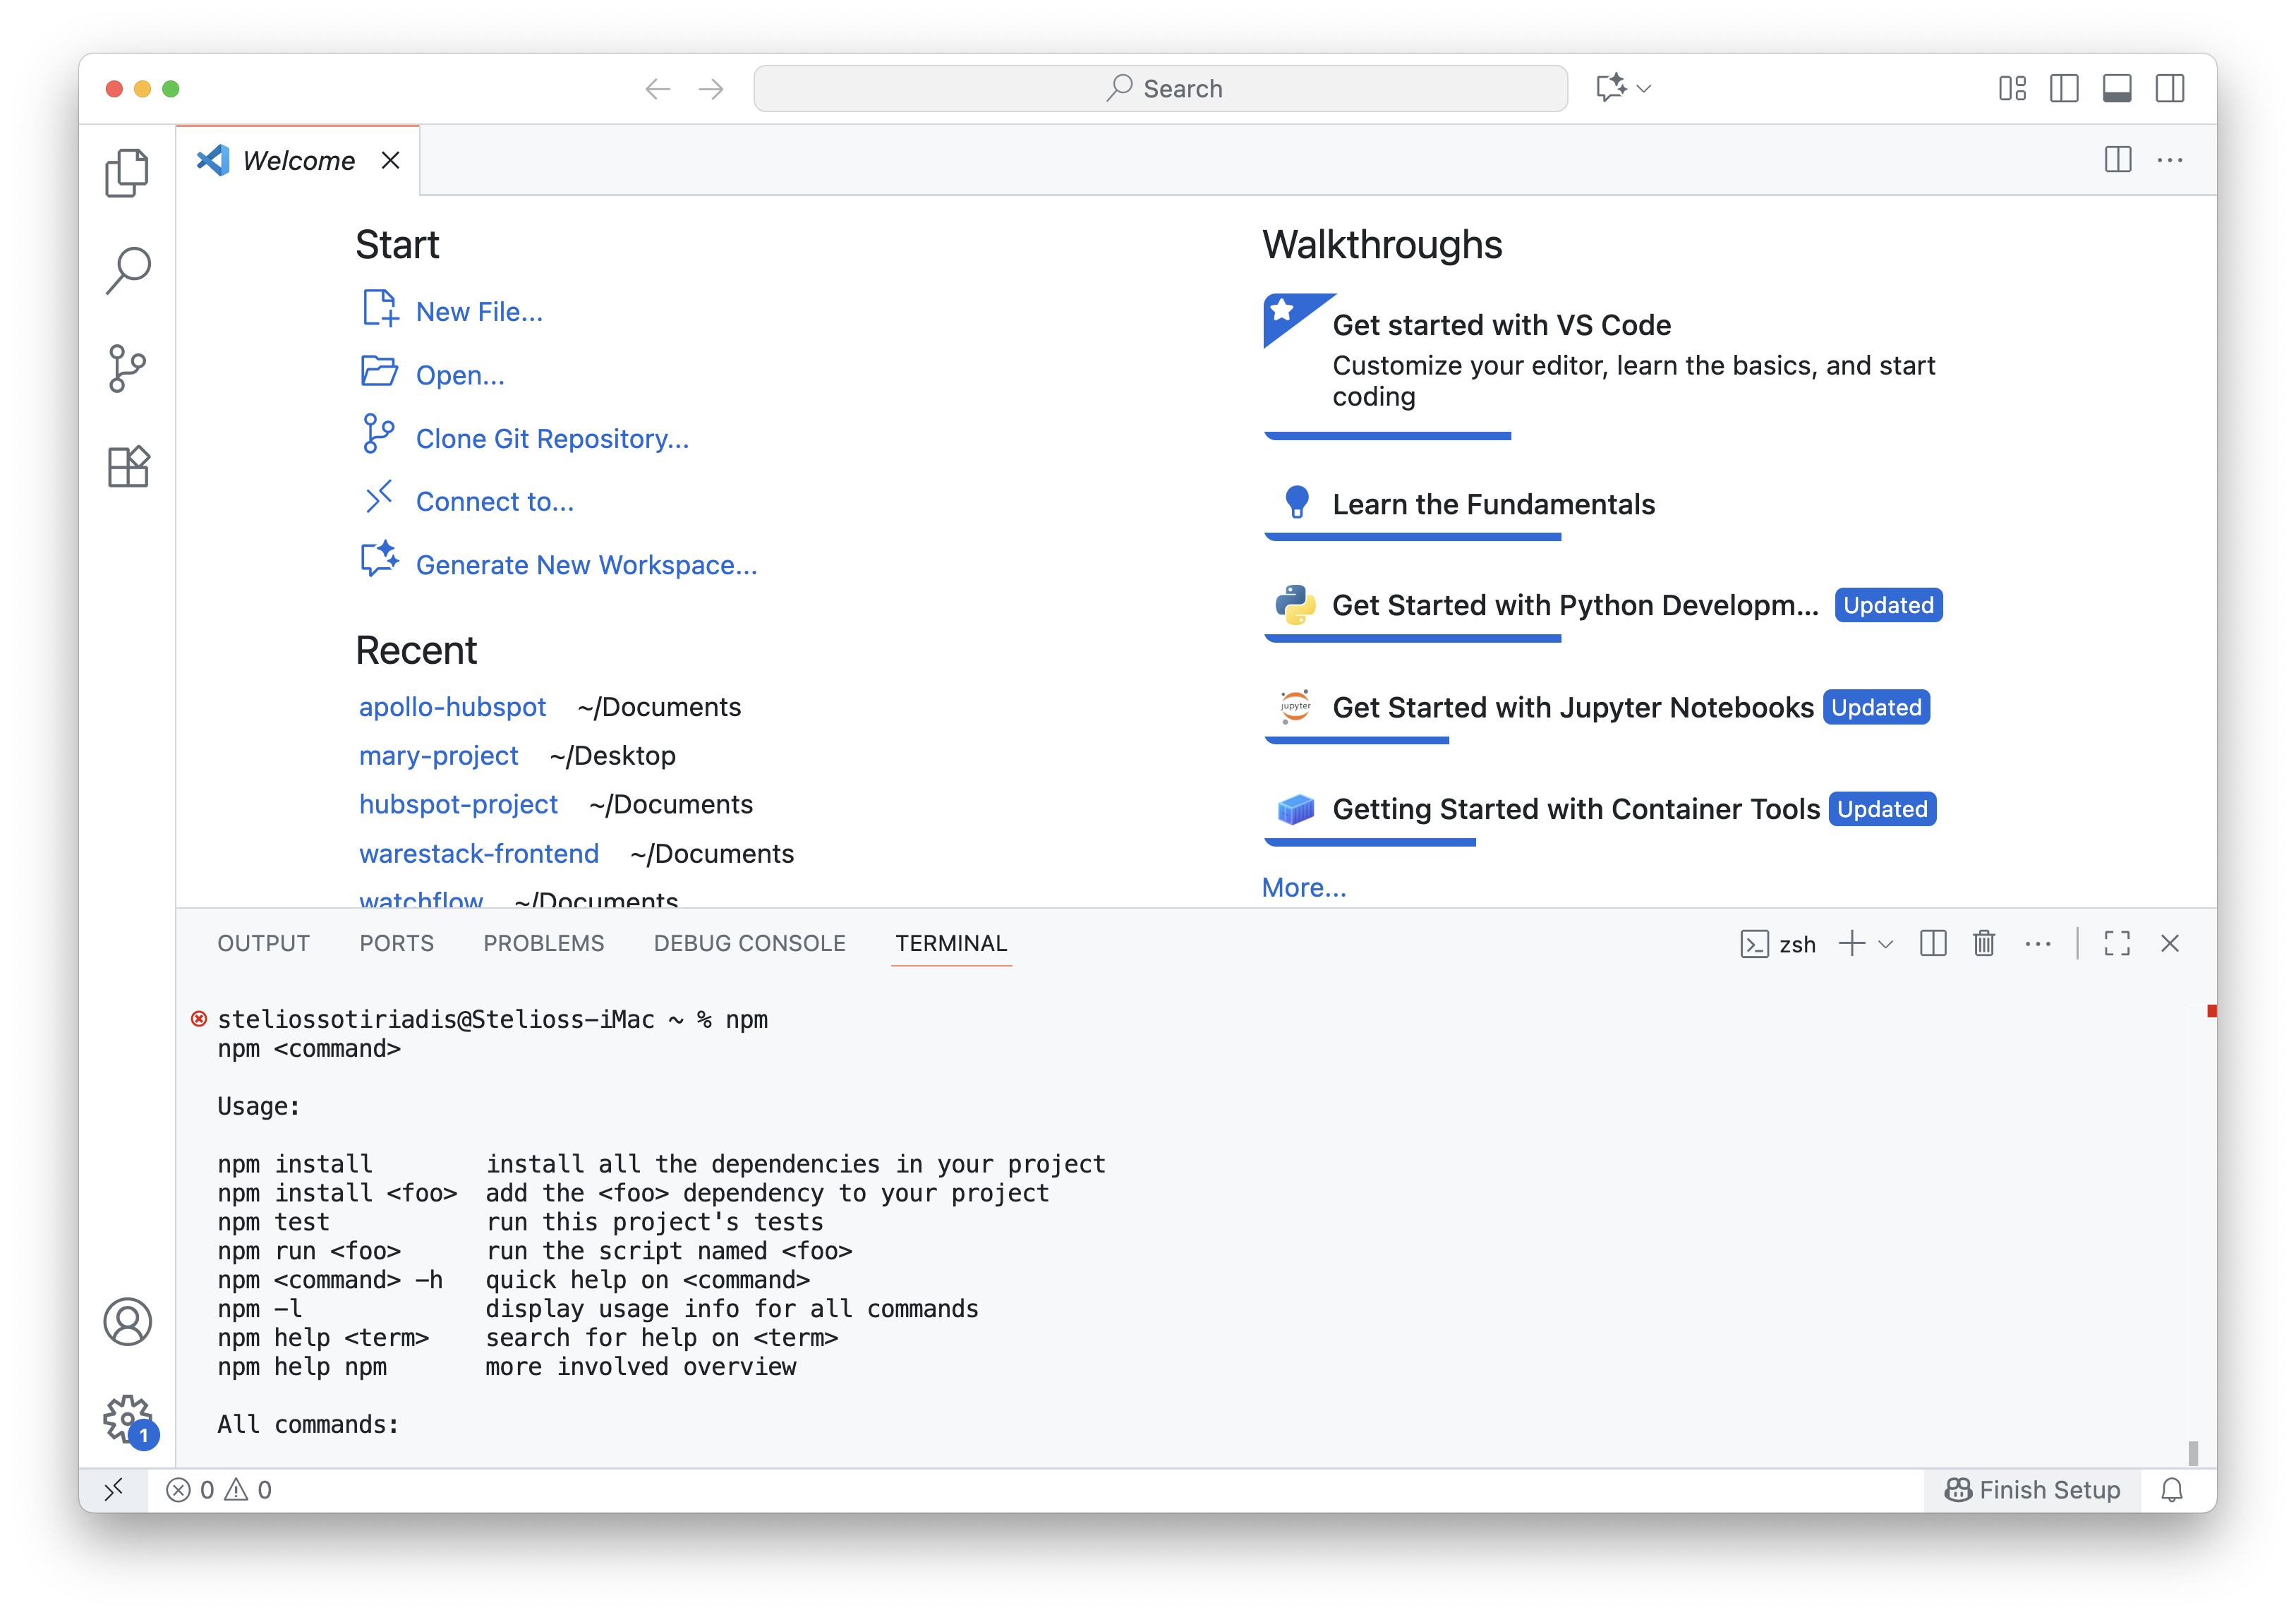 Search
Welcome
Start
New File...
Open...
Clone Git Repository...
Connect to...
Generate New Workspace...
Recent
apollo-hubspot ~/Documents
mary-project ~/Desktop
hubspot-project ~/Documents
warestack-frontend ~/Documents
watchflow ~/Documents
Walkthroughs
Get started with VS Code
Customize your editor, learn the basics, and start
coding
Learn the Fundamentals
Get Started with Python Developm... Updated
jupyter
Get Started with Jupyter Notebooks Updated
Getting Started with Container Tools Updated
More...
OUTPUT PORTS PROBLEMS DEBUG CONSOLE TERMINAL
zsh
steliossotiriadis@Stelioss-iMac ~ % npm
npm <command>
Usage:
npm install install all the dependencies in your project
npm install <foo> add the <foo> dependency to your project
npm test run this project's tests
npm run <foo> run the script named <foo>
npm <command> -h quick help on <command>
npm -l display usage info for all commands
npm help <term> search for help on <term>
npm help npm more involved overview
All commands:
1
0 0
Finish Setup